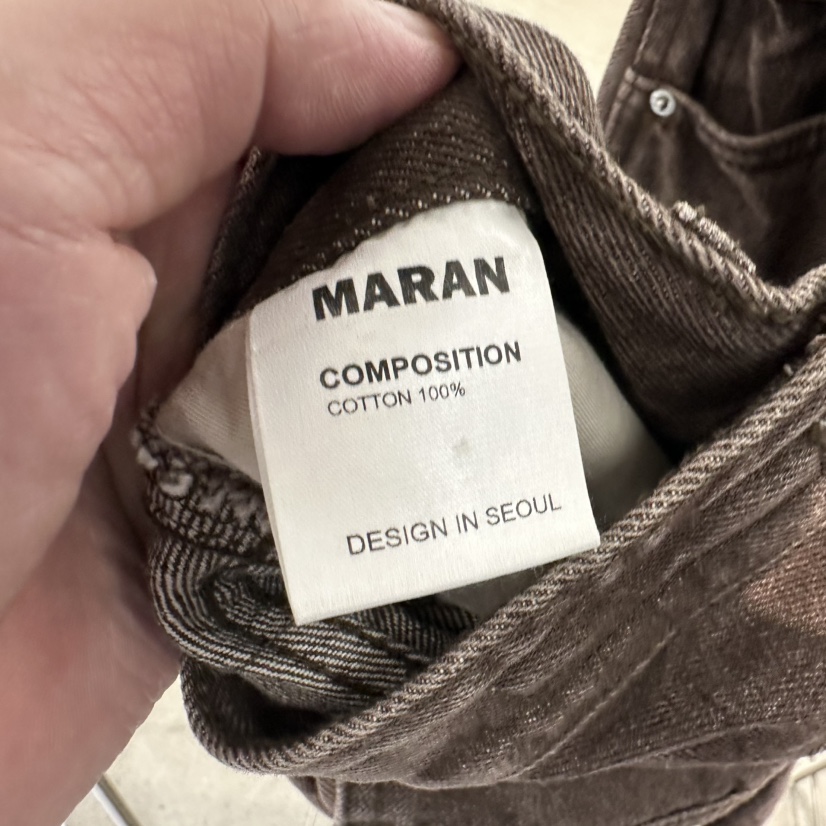 MARAN
COMPOSITION
COTTON 100%
DESIGN IN SEOUL